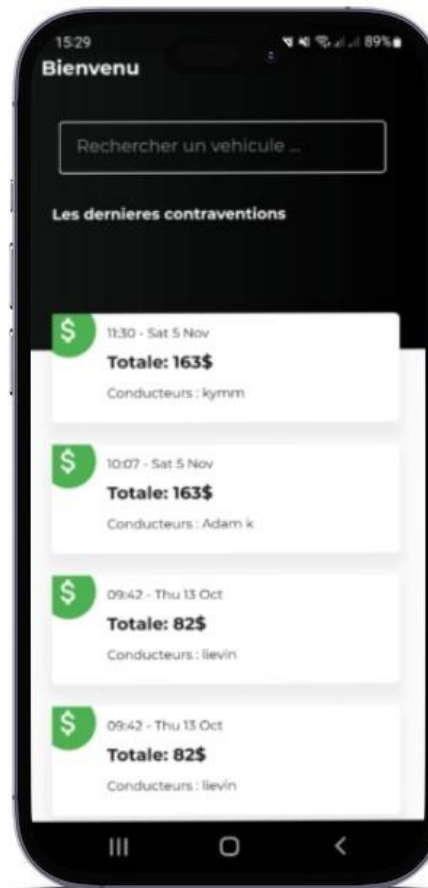 15:29 89%
Bienvenu
Rechercher un vehicule ...
Les dernieres contraventions
$
11:30 - Sat 5 Nov
Totale: 163$
Conducteurs : kymm
$
10:07 - Sat 5 Nov
Totale: 163$
Conducteurs : Adam k
$
09:42 - Thu 13 Oct
Totale: 82$
Conducteurs : lievin
$
09:42 - Thu 13 Oct
Totale: 82$
Conducteurs : lievin